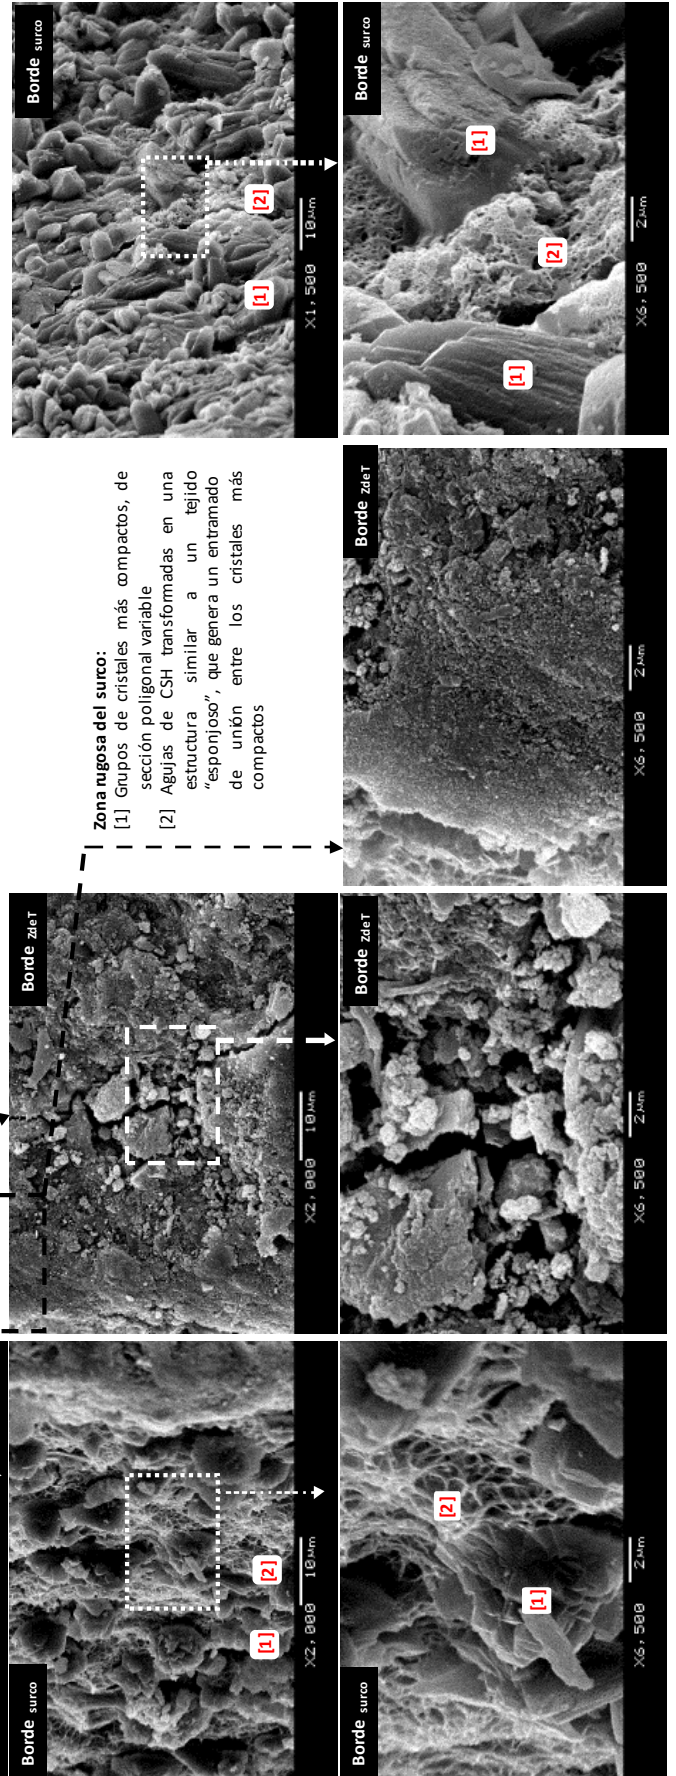 Borde surco
[1] [2]
X2,000 10µm
Borde ZdeT
X2,000 10µm
Zona rugosa del surco:
[1] Grupos de cristales más compactos, de
sección poligonal variable
[2] Agujas de CSH transformadas en una
estructura similar a un tejido
“esponjioso”, que genera un entramado
de unión entre los cristales más
compactos
Borde surco
[1] [2]
X1,500 10µm
Borde surco
[2]
[1]
X6,500 2µm
Borde ZdeT
X6,500 2µm
Borde ZdeT
X6,500 2µm
Borde surco
[1]
[1]
[2]
X6,500 2µm